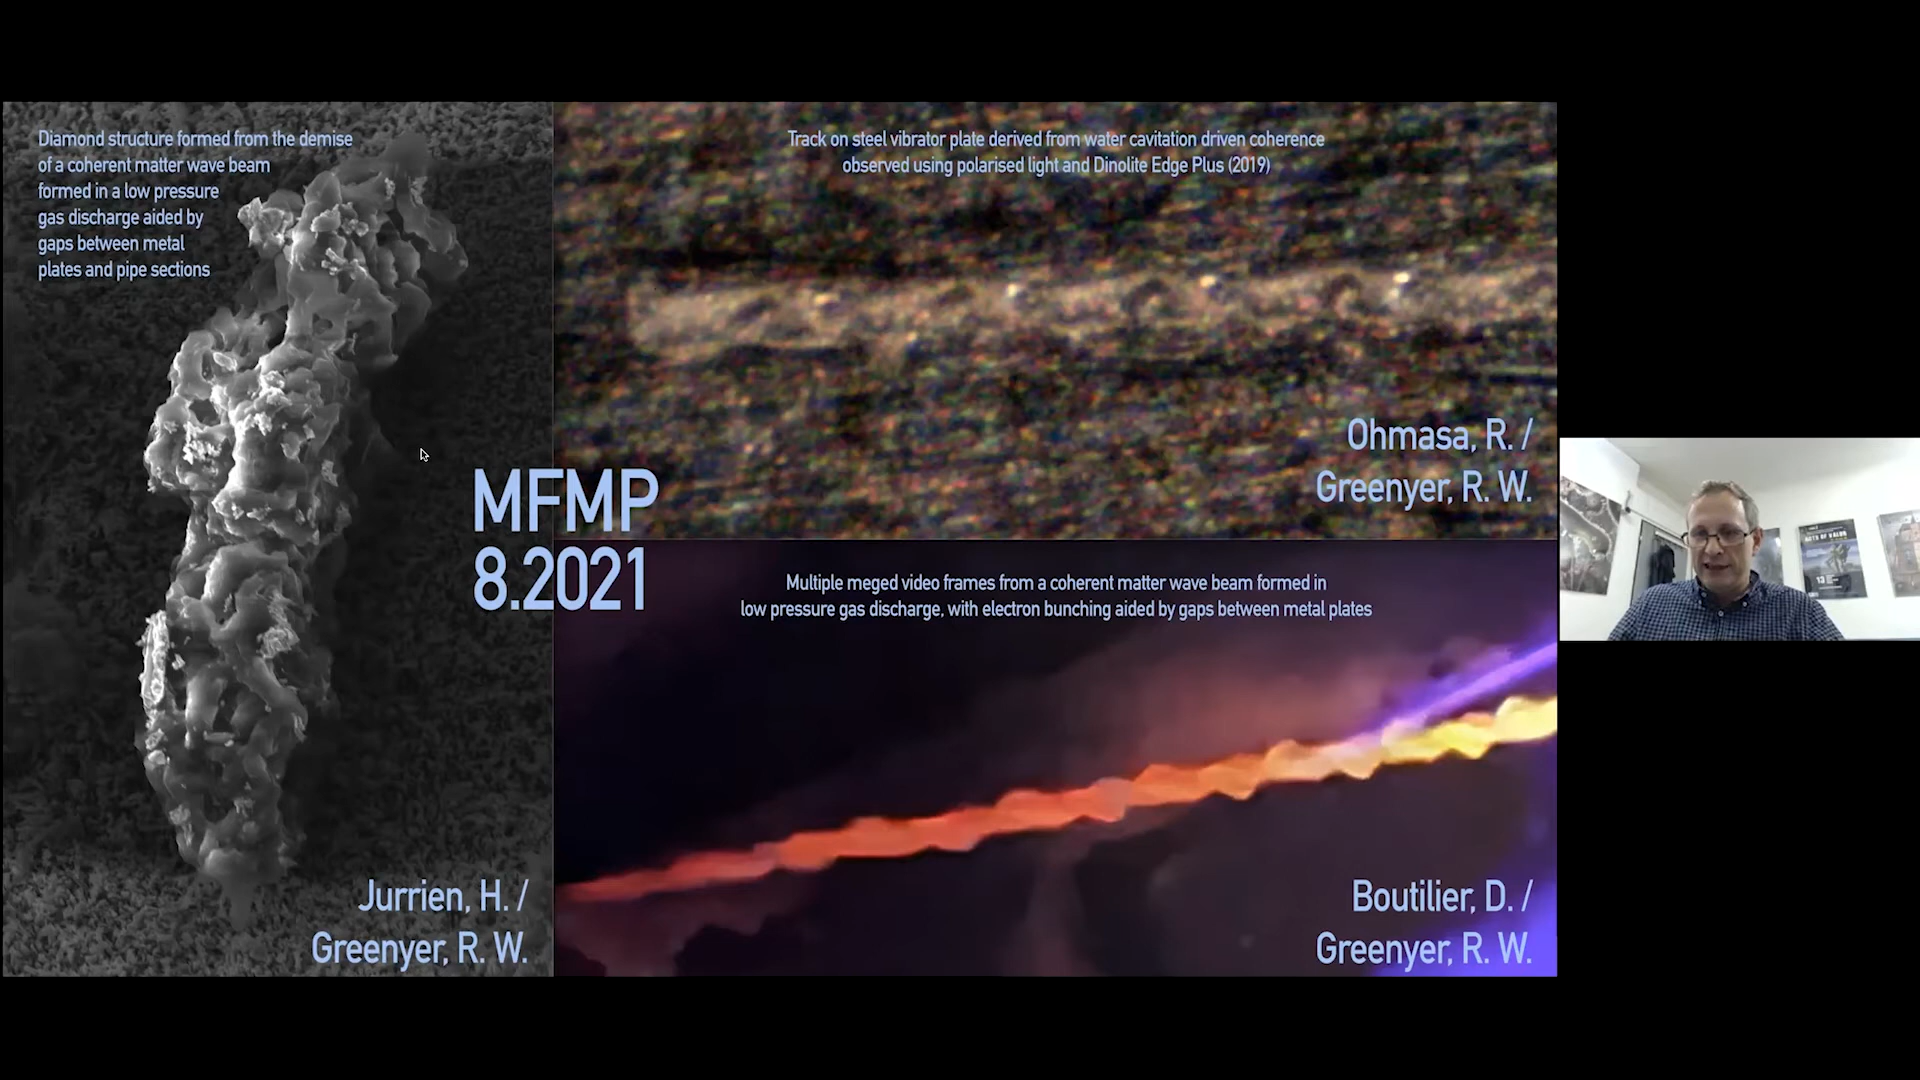 Diamond structure formed from the demise
of a coherent matter wave beam
formed in a low pressure
gas discharge aided by
gaps between metal
plates and pipe sections
Jurrien, H. /
Greenyer, R. W.
MFMP
8.2021
Track on steel vibrator plate derived from water cavitation driven coherence
observed using polarised light and Dinolite Edge Plus (2019)
Ohmasa, R. /
Greenyer, R. W.
Multiple meged video frames from a coherent matter wave beam formed in
low pressure gas discharge, with electron bunching aided by gaps between metal plates
Boutilier, D. /
Greenyer, R. W.